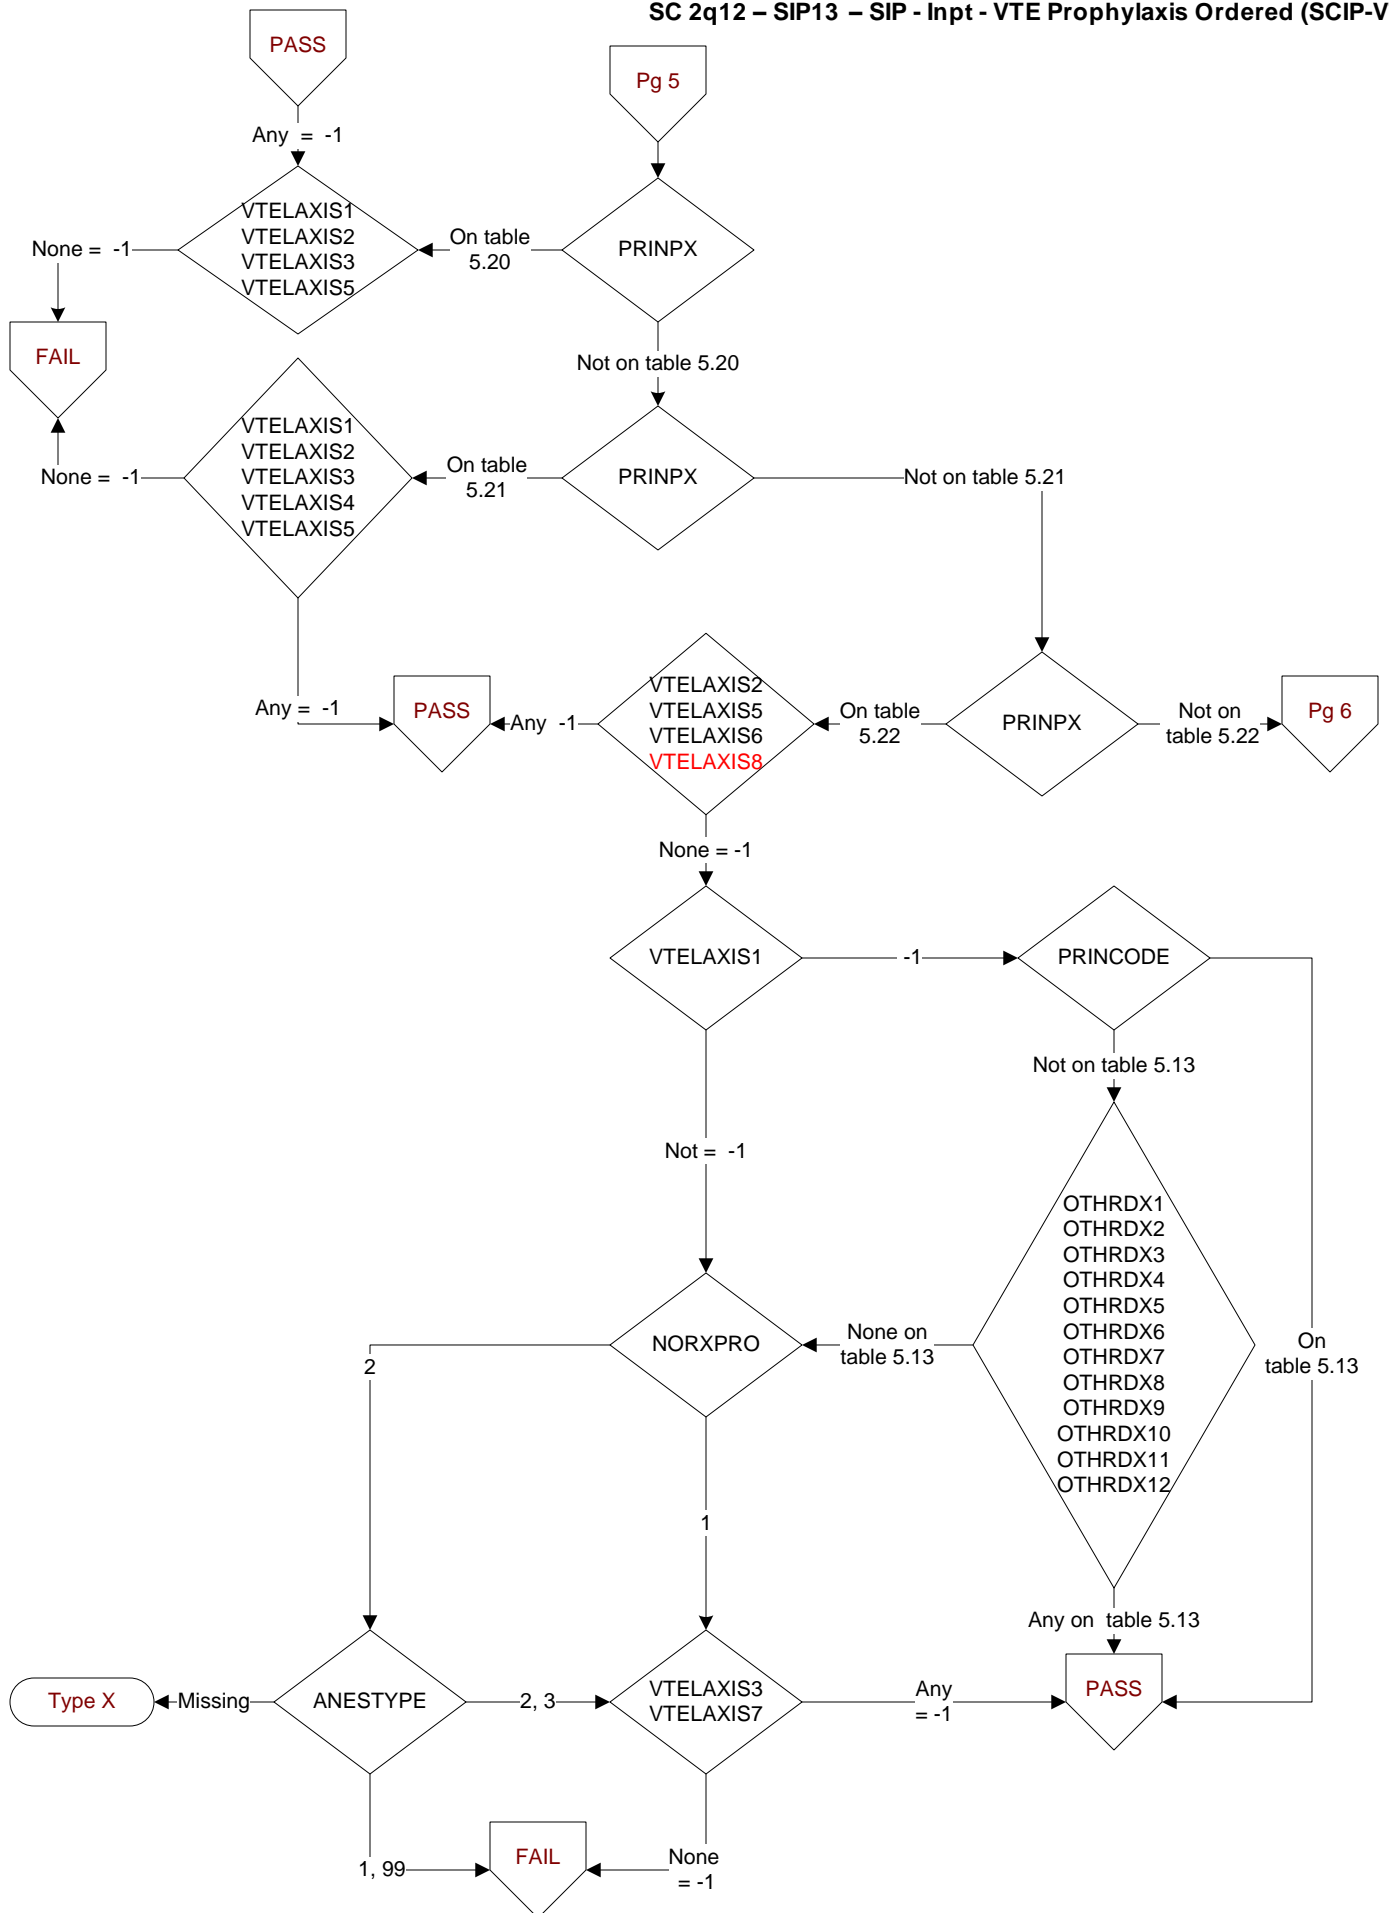 SC 2q12 – SIP13 – SIP - Inpt - VTE Prophylaxis Ordered (SCIP-V
PASS
Pg 5
Any = -1
VTELAXIS1
VTELAXIS2
VTELAXIS3
VTELAXIS5
None = -1
On table
5.20
PRINPX
FAIL
Not on table 5.20
VTELAXIS1
VTELAXIS2
VTELAXIS3
VTELAXIS4
VTELAXIS5
None = -1
On table
5.21
PRINPX
Not on table 5.21
Any = -1
PASS
Any -1
VTELAXIS2
VTELAXIS5
VTELAXIS6
VTELAXIS8
On table
5.22
PRINPX
Not on
table 5.22
Pg 6
None = -1
VTELAXIS1
-1
PRINCODE
Not on table 5.13
Not = -1
OTHRDX1
OTHRDX2
OTHRDX3
OTHRDX4
OTHRDX5
OTHRDX6
OTHRDX7
OTHRDX8
OTHRDX9
OTHRDX10
OTHRDX11
OTHRDX12
On
table 5.13
None on
table 5.13
NORXPRO
2
1
Any on table 5.13
Type X
Missing
ANESTYPE
2, 3
VTELAXIS3
VTELAXIS7
Any
= -1
PASS
1, 99
FAIL
None
= -1